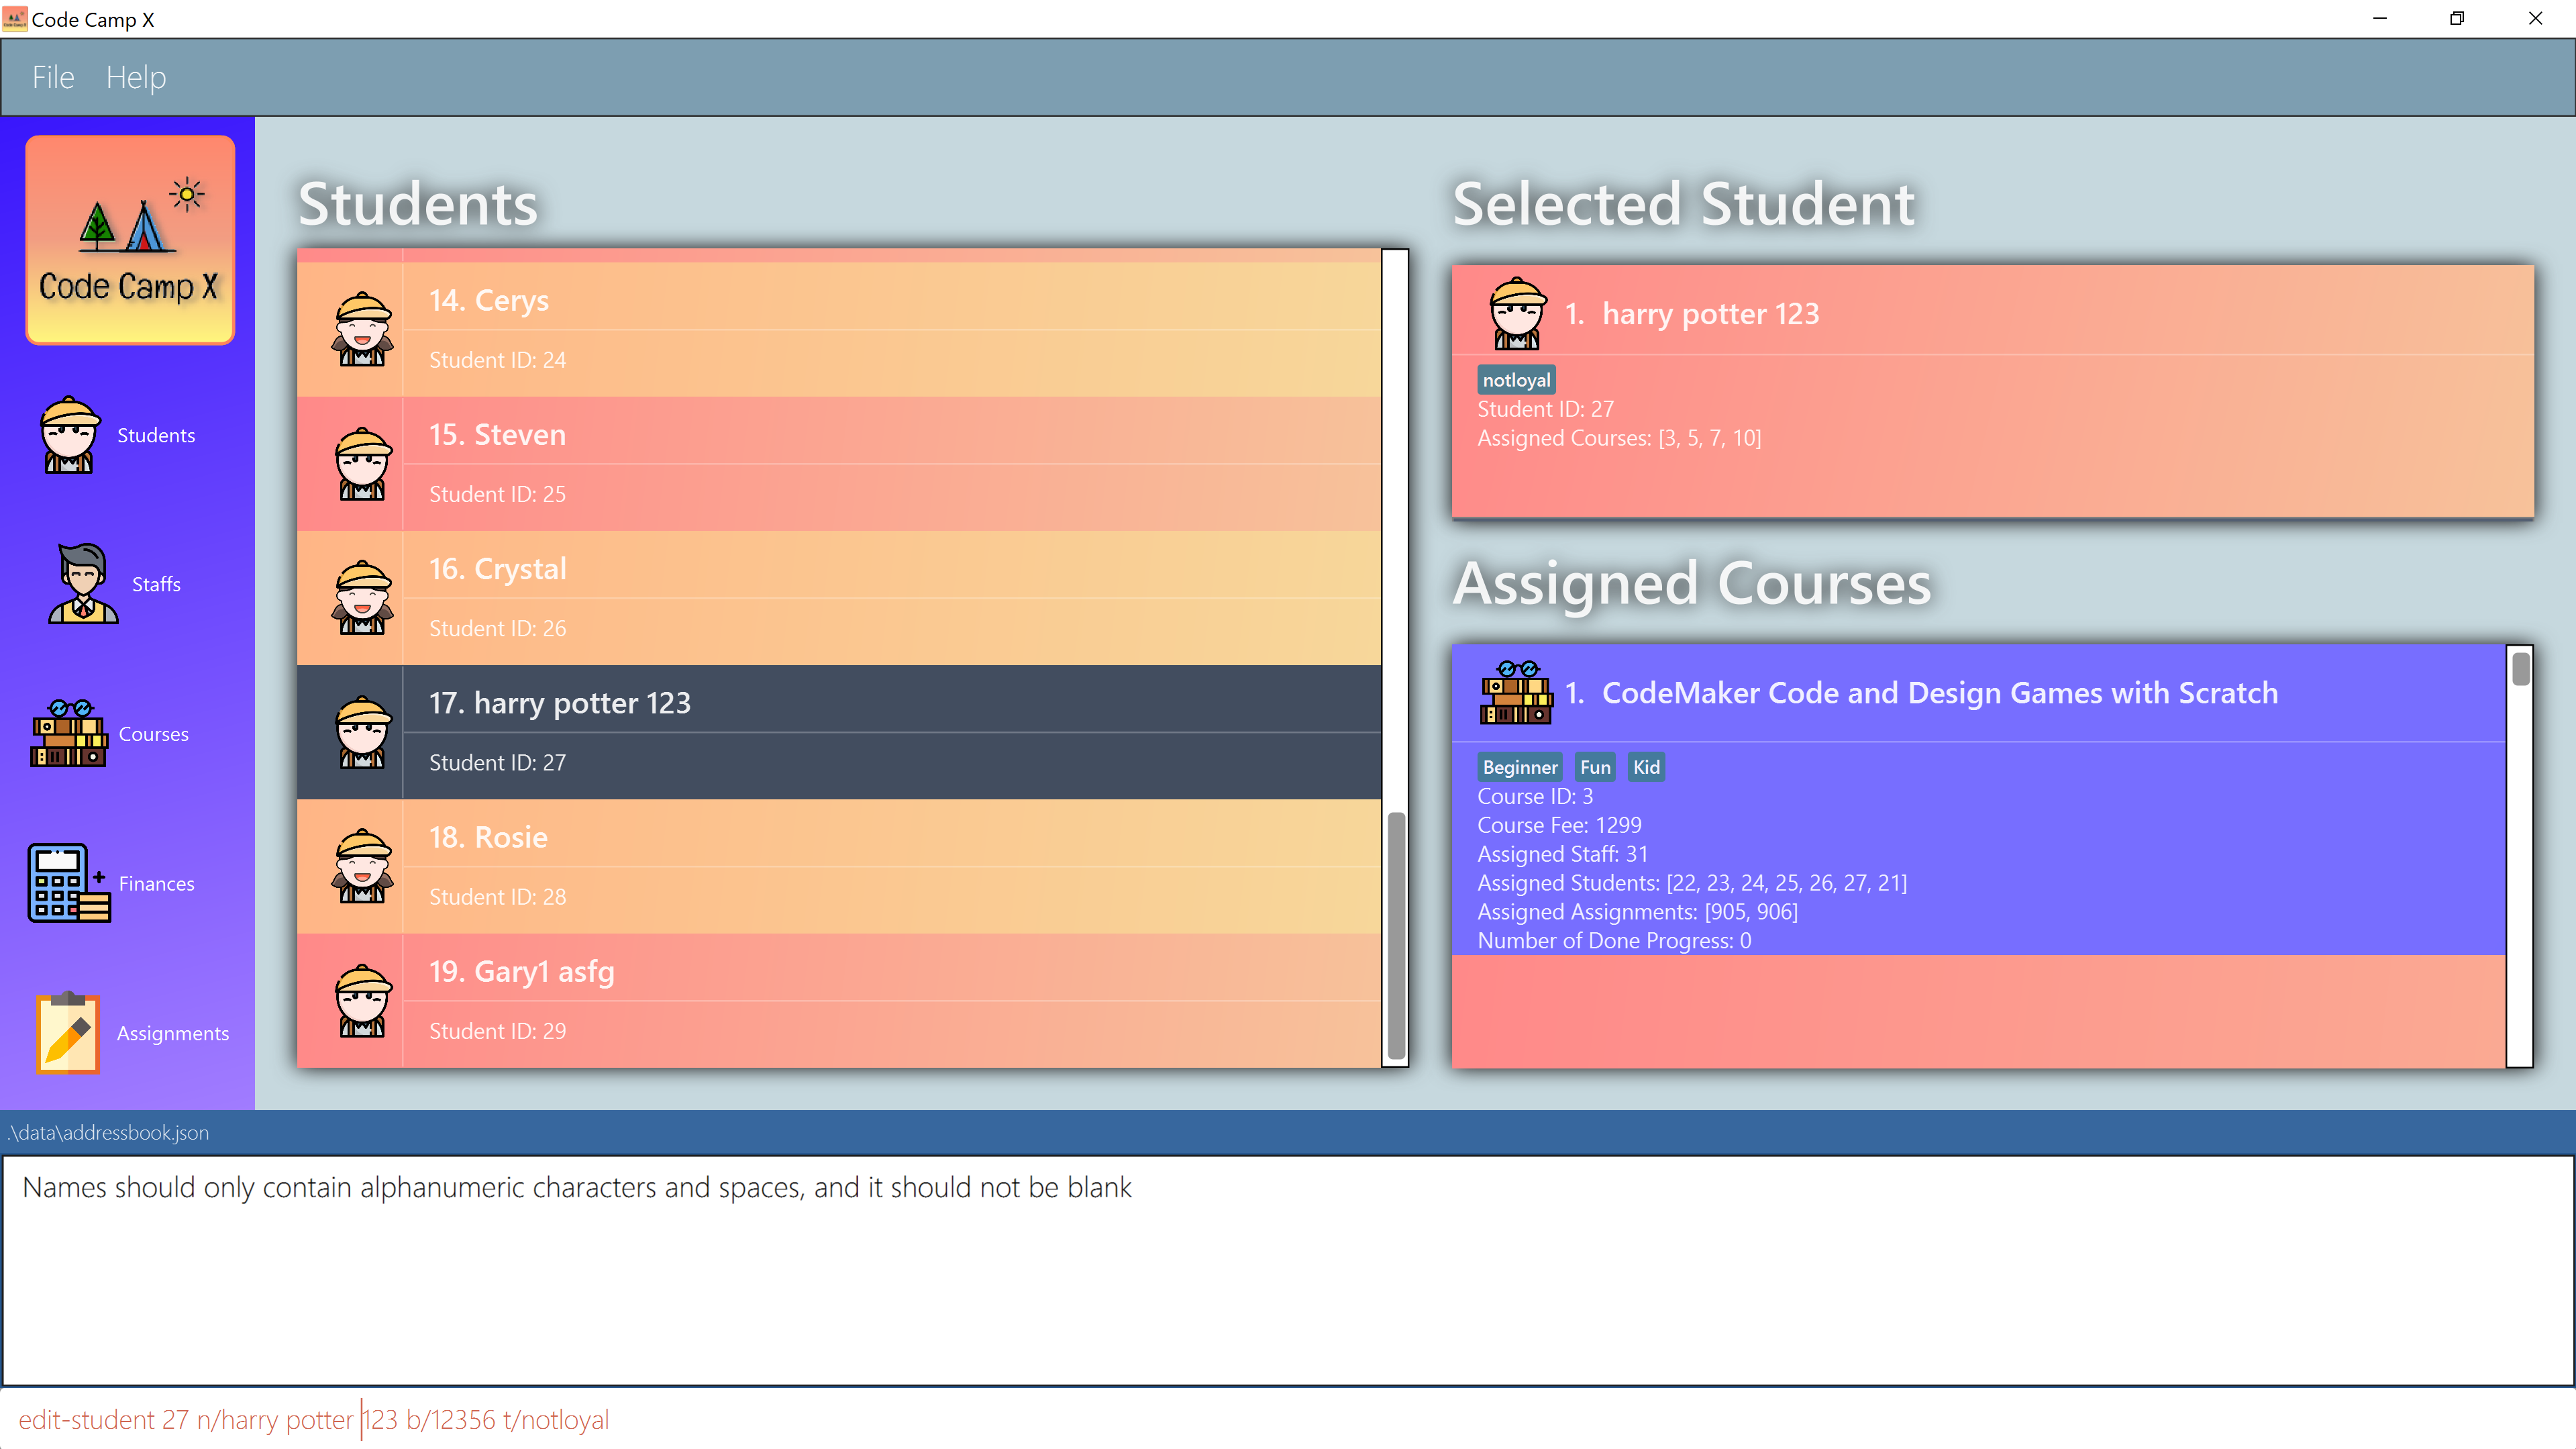 Code Camp X
File Help
Code Camp X
Students
Staffs
Courses
Finances
Assignments
Students
14. Cerys
Student ID: 24
15. Steven
Student ID: 25
16. Crystal
Student ID: 26
17. harry potter 123
Student ID: 27
18. Rosie
Student ID: 28
19. Gary1 asfg
Student ID: 29
Selected Student
1. harry potter 123
notloyal
Student ID: 27
Assigned Courses: [3, 5, 7, 10]
Assigned Courses
1. CodeMaker Code and Design Games with Scratch
Beginner Fun Kid
Course ID: 3
Course Fee: 1299
Assigned Staff: 31
Assigned Students: [22, 23, 24, 25, 26, 27, 21]
Assigned Assignments: [905, 906]
Number of Done Progress: 0
.\data\addressbook.json
Names should only contain alphanumeric characters and spaces, and it should not be blank
edit-student 27 n/harry potter 123 b/12356 t/notloyal